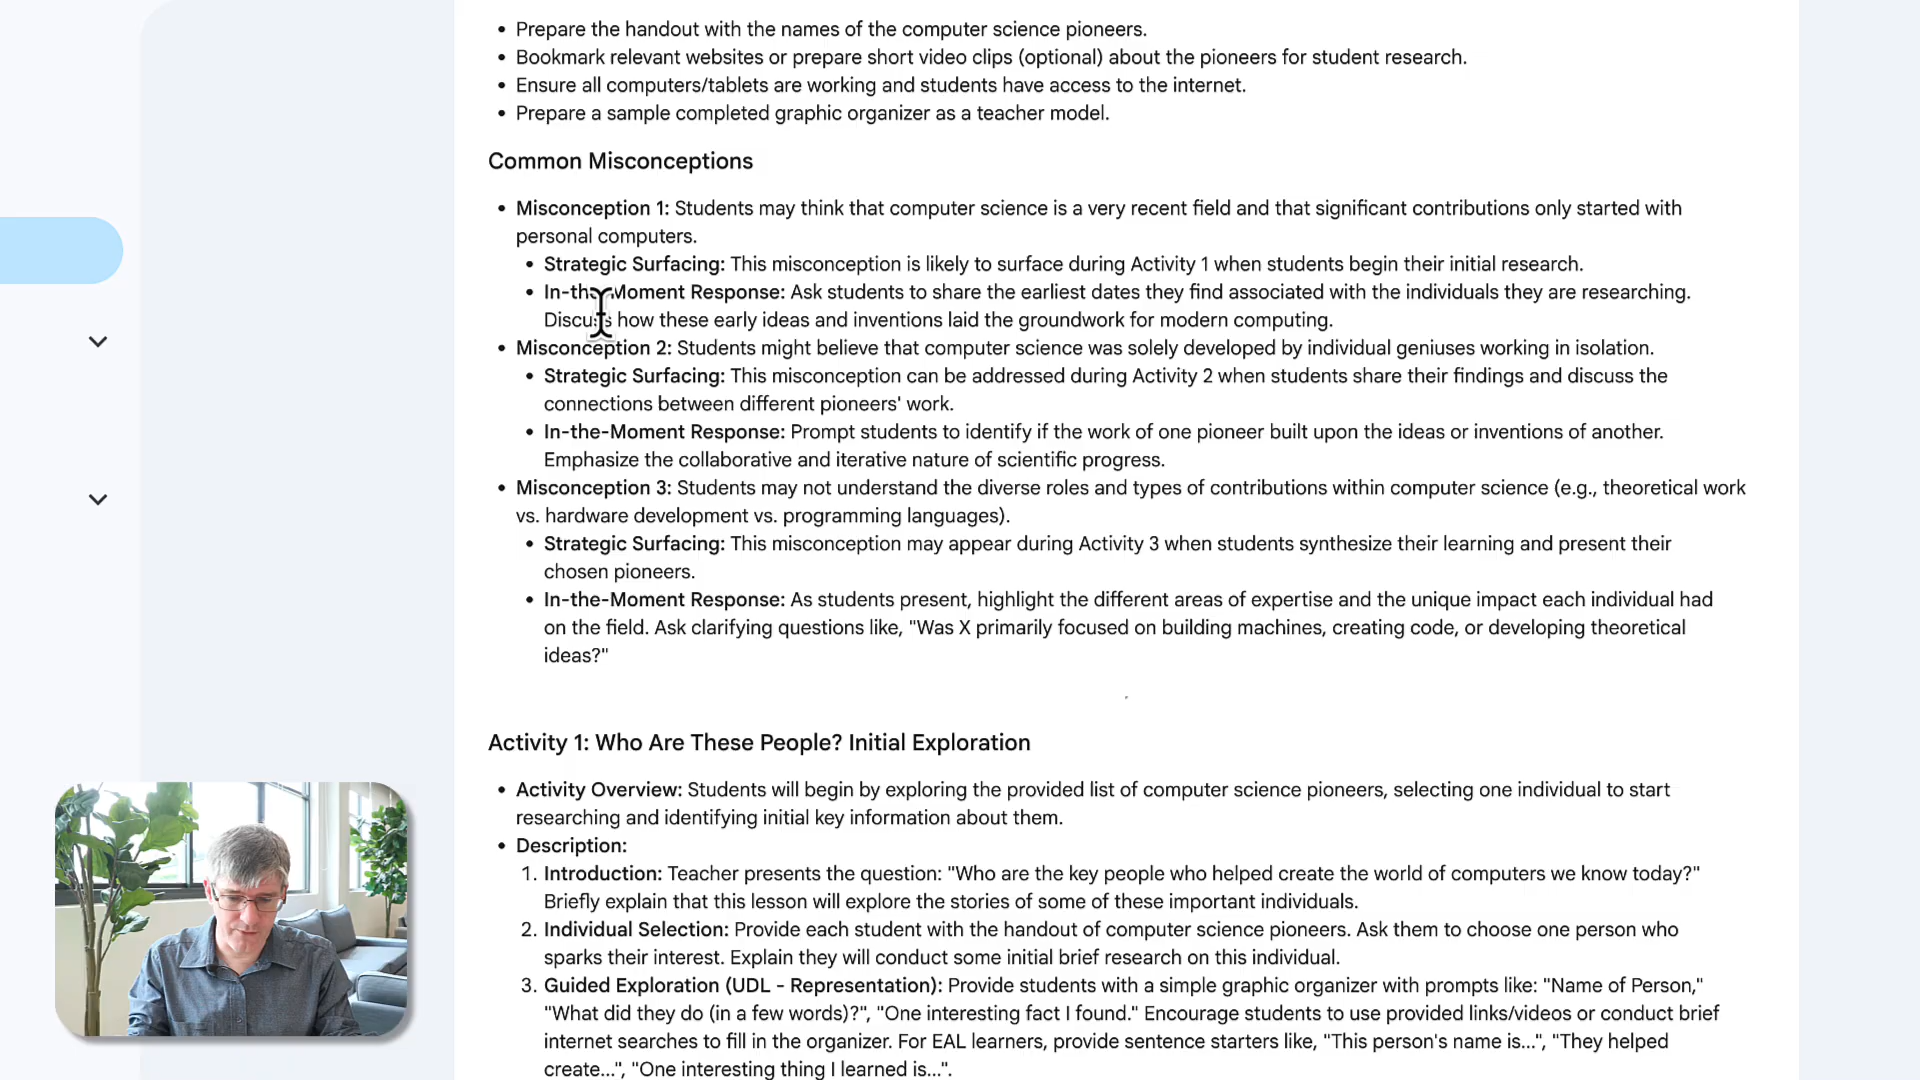 • Prepare the handout with the names of the computer science pioneers.
• Bookmark relevant websites or prepare short video clips (optional) about the pioneers for student research.
• Ensure all computers/tablets are working and students have access to the internet.
• Prepare a sample completed graphic organizer as a teacher model.
Common Misconceptions
• Misconception 1: Students may think that computer science is a very recent field and that significant contributions only started with
personal computers.
• Strategic Surfacing: This misconception is likely to surface during Activity 1 when students begin their initial research.
• In-the-Moment Response: Ask students to share the earliest dates they find associated with the individuals they are researching.
Discuss how these early ideas and inventions laid the groundwork for modern computing.
• Misconception 2: Students might believe that computer science was solely developed by individual geniuses working in isolation.
• Strategic Surfacing: This misconception can be addressed during Activity 2 when students share their findings and discuss the
connections between different pioneers' work.
• In-the-Moment Response: Prompt students to identify if the work of one pioneer built upon the ideas or inventions of another.
Emphasize the collaborative and iterative nature of scientific progress.
• Misconception 3: Students may not understand the diverse roles and types of contributions within computer science (e.g., theoretical work
vs. hardware development vs. programming languages).
• Strategic Surfacing: This misconception may appear during Activity 3 when students synthesize their learning and present their
chosen pioneers.
• In-the-Moment Response: As students present, highlight the different areas of expertise and the unique impact each individual had
on the field. Ask clarifying questions like, "Was X primarily focused on building machines, creating code, or developing theoretical
ideas?"
Activity 1: Who Are These People? Initial Exploration
• Activity Overview: Students will begin by exploring the provided list of computer science pioneers, selecting one individual to start
researching and identifying initial key information about them.
• Description:
1. Introduction: Teacher presents the question: "Who are the key people who helped create the world of computers we know today?"
Briefly explain that this lesson will explore the stories of some of these important individuals.
2. Individual Selection: Provide each student with the handout of computer science pioneers. Ask them to choose one person who
sparks their interest. Explain they will conduct some initial brief research on this individual.
3. Guided Exploration (UDL - Representation): Provide students with a simple graphic organizer with prompts like: "Name of Person,"
"What did they do (in a few words)?", "One interesting fact I found." Encourage students to use provided links/videos or conduct brief
internet searches to fill in the organizer. For EAL learners, provide sentence starters like, "This person's name is...", "They helped
create...", "One interesting thing I learned is...".